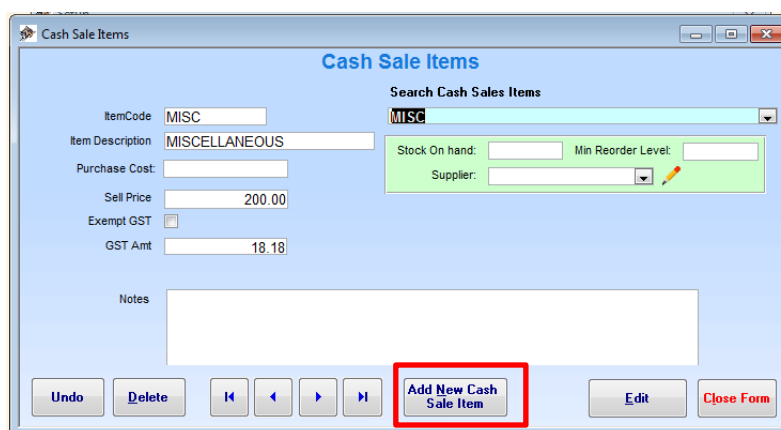 Cash Sale Items
Cash Sale Items
Search Cash Sales Items
ItemCode MISC
MISC
Item Description MISCELLANEOUS
Stock On hand: Min Reorder Level:
Purchase Cost:
Supplier:
Sell Price 200.00
Exempt GST
GST Amt 18.18
Notes
Undo Delete Add New Cash Sale Item Edit Close Form